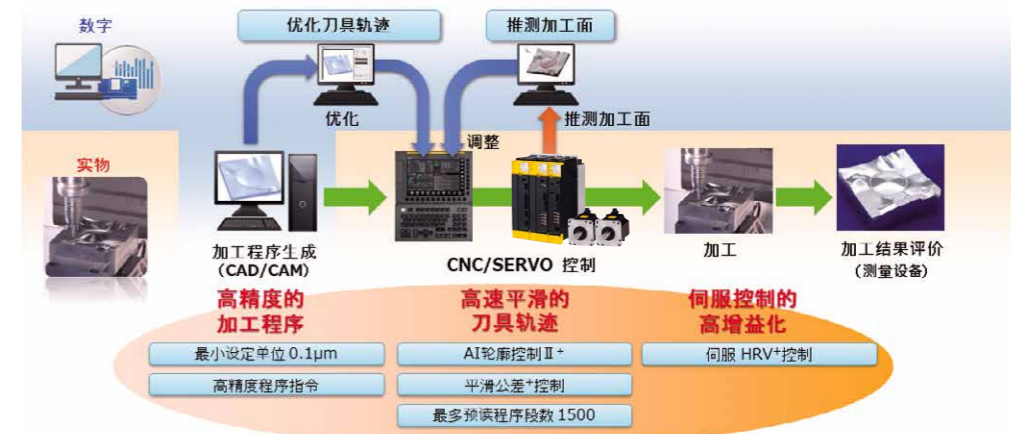 数字
优化刀具轨迹
推测加工面
优化
推测加工面
调整
实物
加工程序生成
（CAD/CAM）
CNC/SERVO 控制
加工
加工结果评价
（测量设备）
高精度的
加工程序
高速平滑的
刀具轨迹
伺服控制的
高增益化
最小设定单位 0.1μm
AI轮廓控制Ⅱ⁺
伺服 HRV⁺控制
高精度程序指令
平滑公差⁺控制
最多预读程序段数 1500